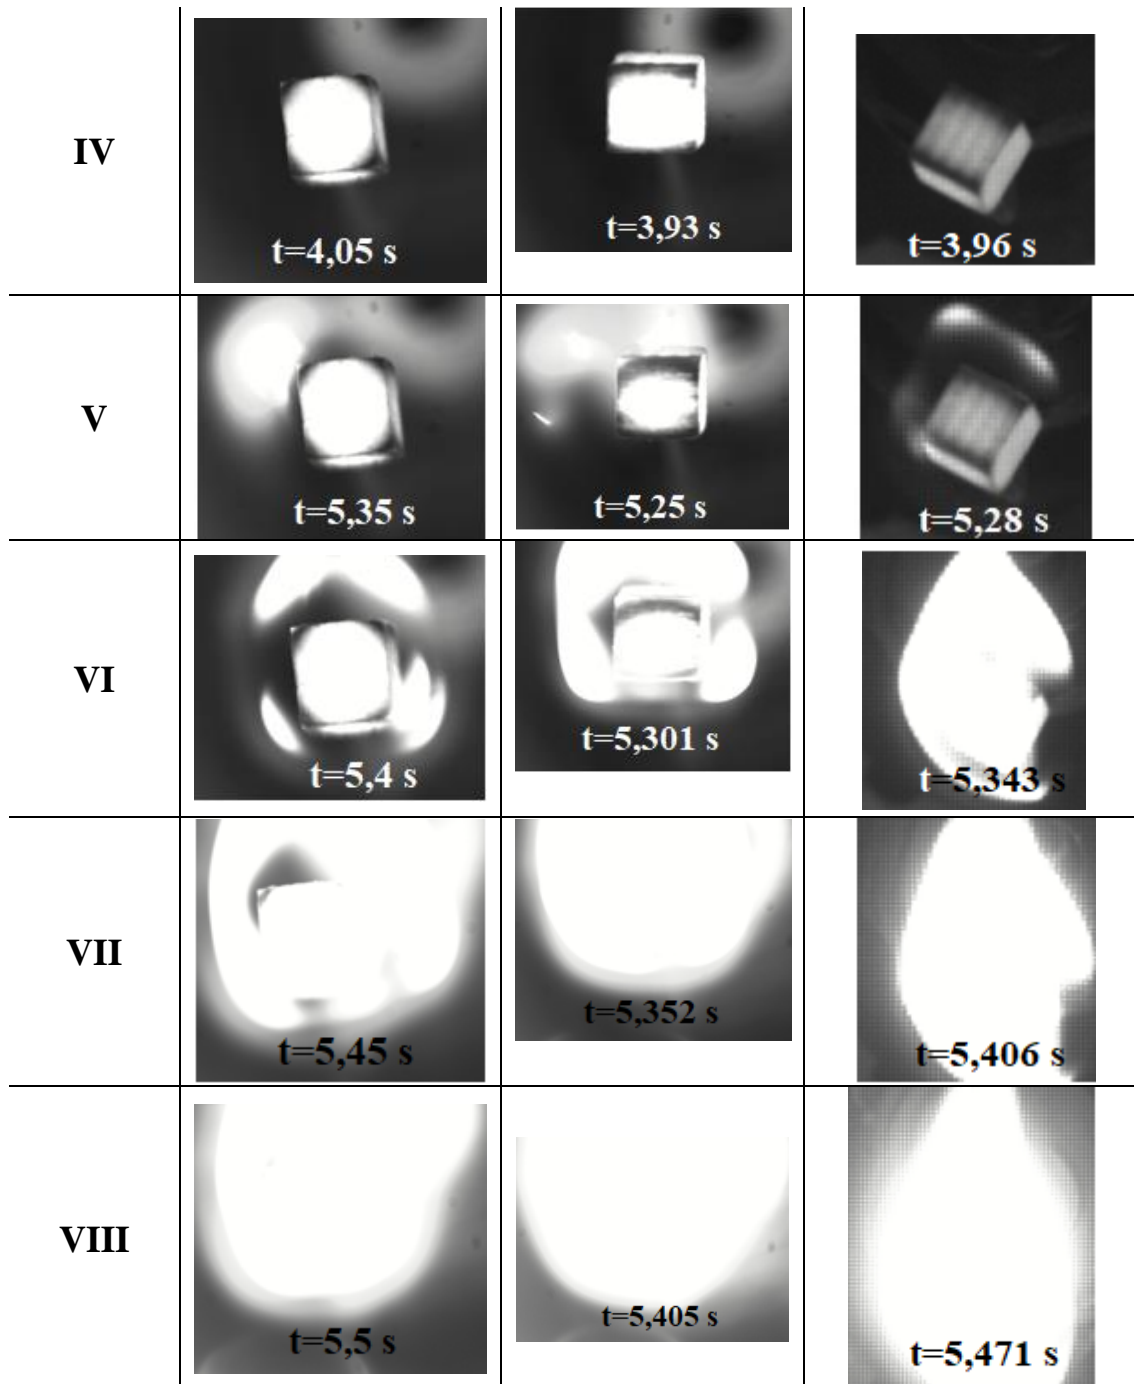 IV
t=4,05 s
t=3,93 s
t=3,96 s
V
t=5,35 s
t=5,25 s
t=5,28 s
VI
t=5,4 s
t=5,301 s
t=5,343 s
VII
t=5,45 s
t=5,352 s
t=5,406 s
VIII
t=5,5 s
t=5,405 s
t=5,471 s